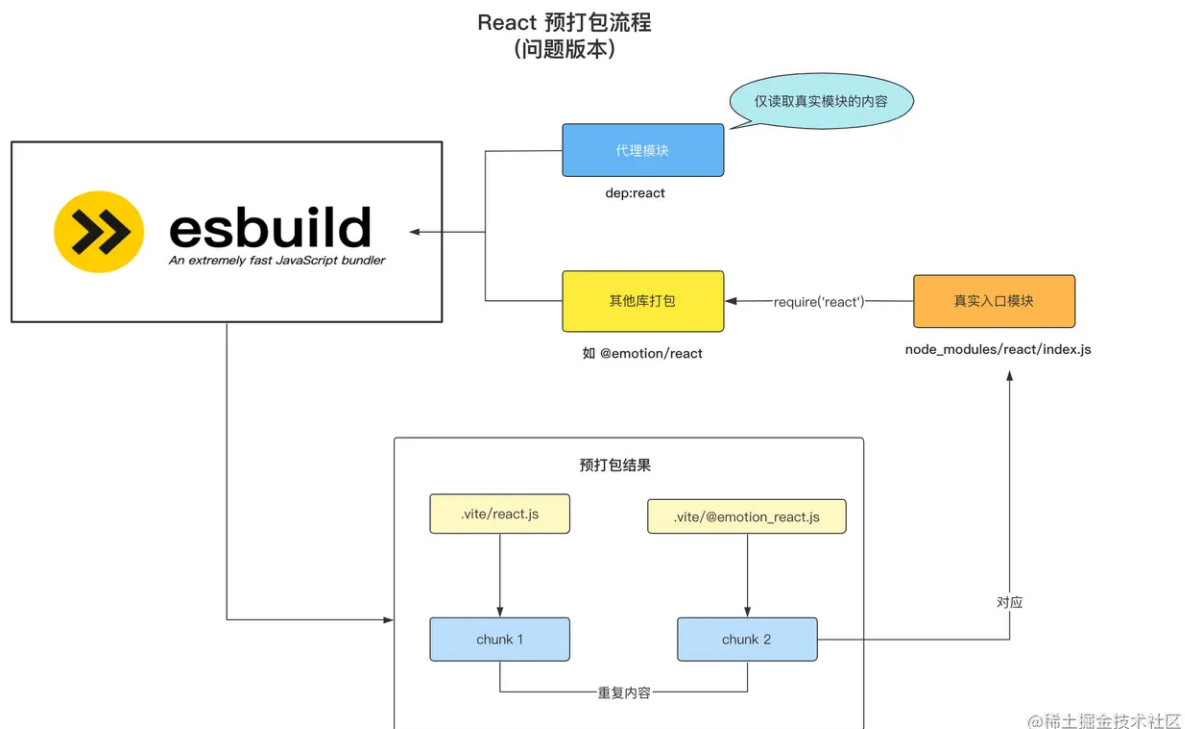 React 预打包流程
(问题版本)
仅读取真实模块的内容
代理模块
dep:react
esbuild
An extremely fast JavaScript bundler
其他库打包
require('react')
真实入口模块
如 @emotion/react
node_modules/react/index.js
预打包结果
.vite/react.js
.vite/@emotion_react.js
对应
chunk 1
chunk 2
重复内容
@稀土掘金技术社区